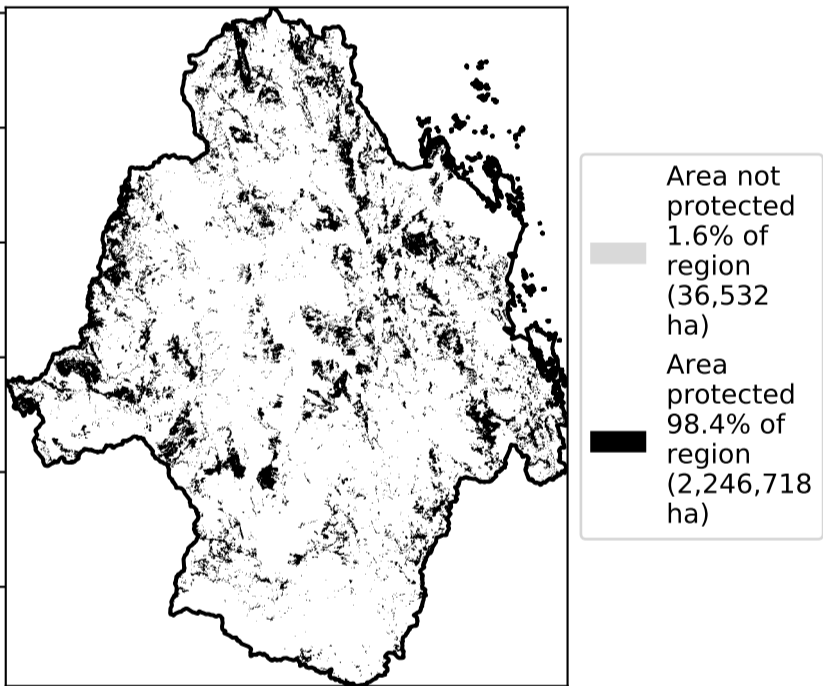 Area not
protected
1.6% of
region
(36,532
ha)
Area
protected
98.4% of
region
(2,246,718
ha)